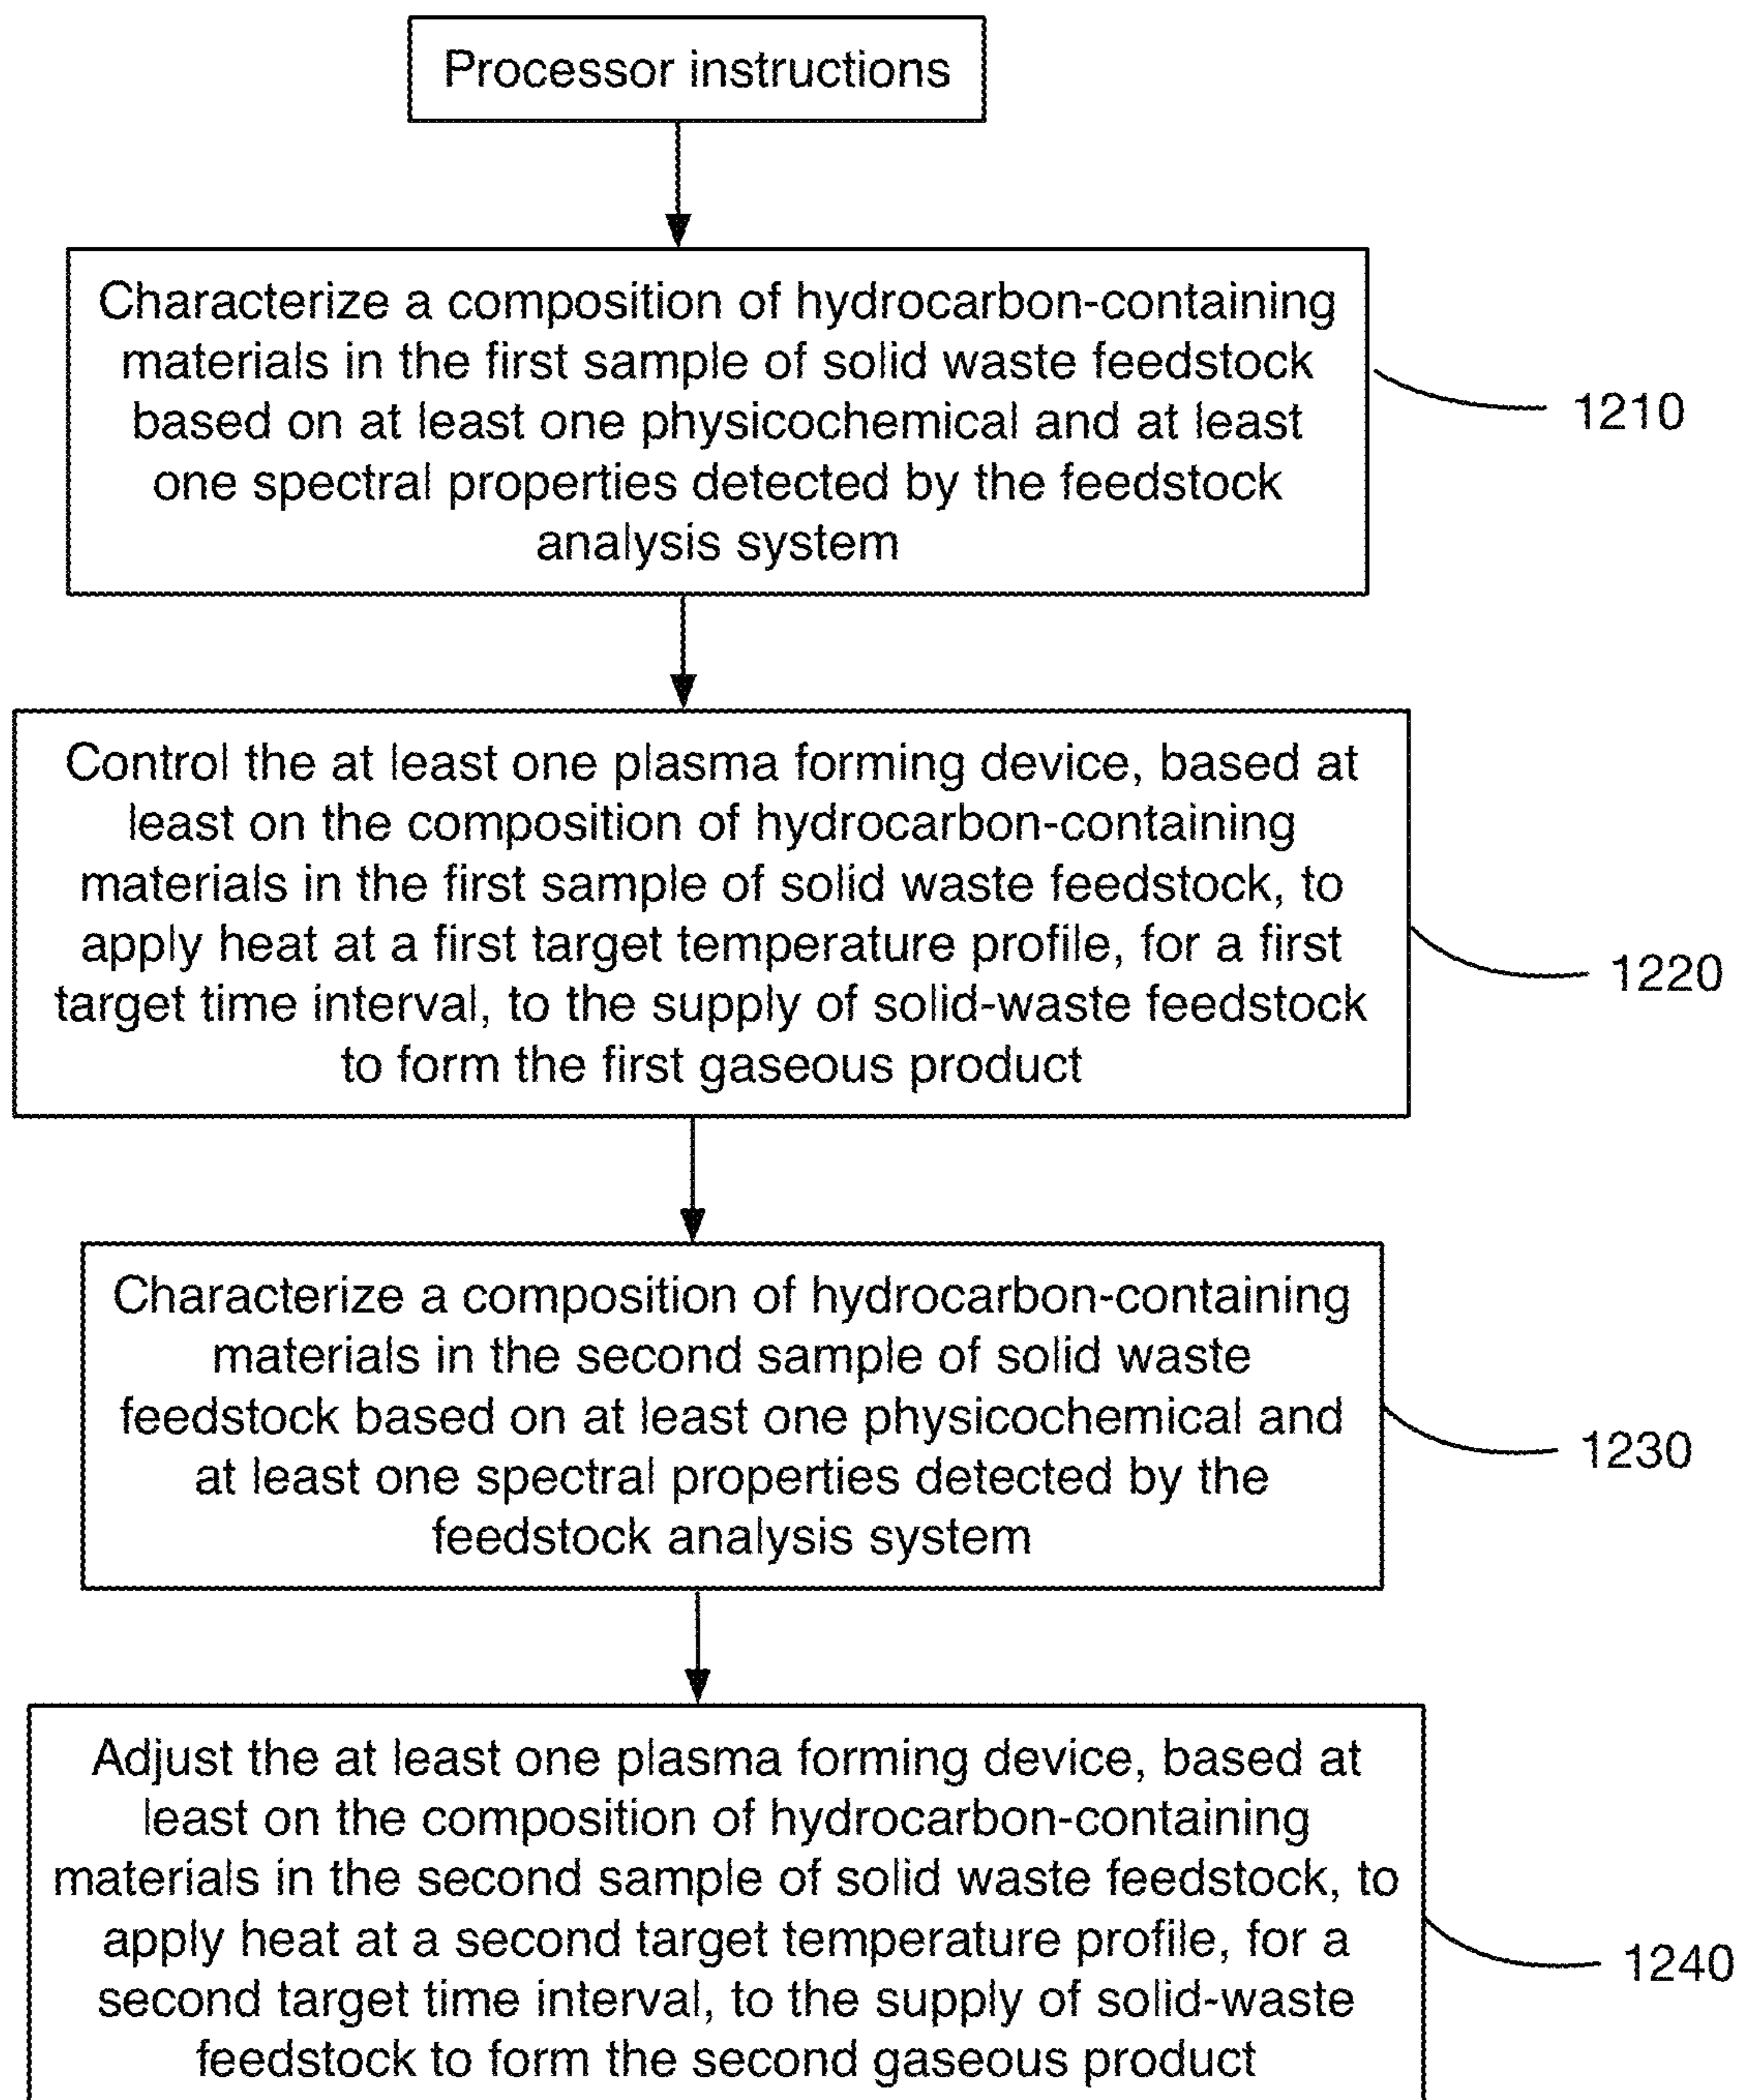 Processor instructions
Characterize a composition of hydrocarbon-containing
materials in the first sample of solid waste feedstock
based on at least one physicochemical and at least
one spectral properties detected by the feedstock
analysis system
1210
Control the at least one plasma forming device, based at
least on the composition of hydrocarbon-containing
materials in the first sample of solid waste feedstock, to
apply heat at a first target temperature profile, for a first
target time interval, to the supply of solid-waste feedstock
to form the first gaseous product
1220
Characterize a composition of hydrocarbon-containing
materials in the second sample of solid waste
feedstock based on at least one physicochemical and
at least one spectral properties detected by the
feedstock analysis system
1230
Adjust the at least one plasma forming device, based at
least on the composition of hydrocarbon-containing
materials in the second sample of solid waste feedstock, to
apply heat at a second target temperature profile, for a
second target time interval, to the supply of solid-waste
feedstock to form the second gaseous product
1240